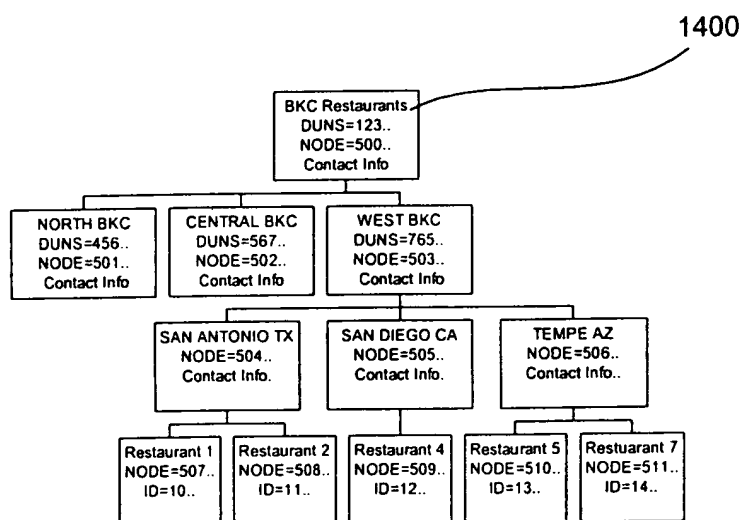 1400
BKC Restaurants
DUNS=123..
NODE=500..
Contact Info
NORTH BKC
DUNS=456..
NODE=501..
Contact Info
CENTRAL BKC
DUNS=567..
NODE=502..
Contact Info
WEST BKC
DUNS=765..
NODE=503..
Contact Info
SAN ANTONIO TX
NODE=504..
Contact Info.
SAN DIEGO CA
NODE=505..
Contact Info.
TEMPE AZ
NODE=506..
Contact Info..
Restaurant 1
NODE=507..
ID=10..
Restaurant 2
NODE=508..
ID=11..
Restaurant 4
NODE=509..
ID=12..
Restaurant 5
NODE=510..
ID=13..
Restuarant 7
NODE=511..
ID=14..